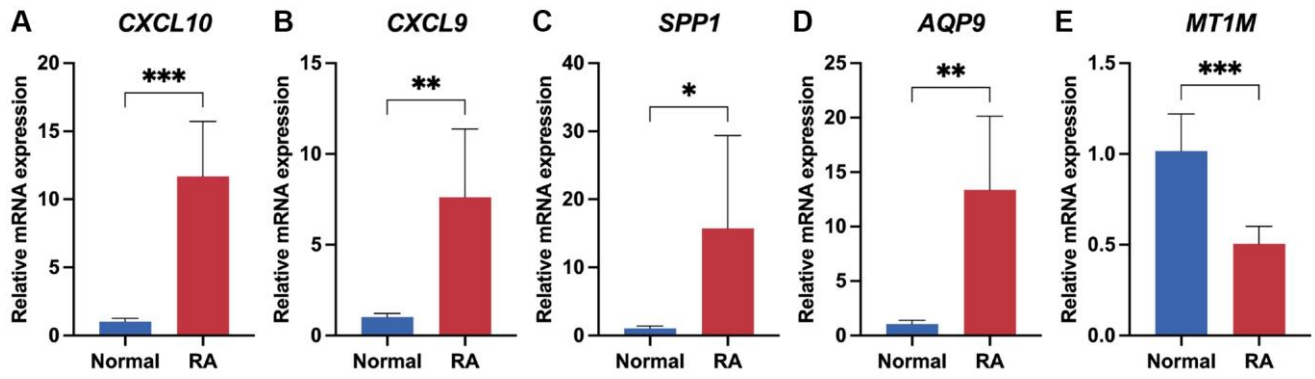 A CXCL10
Relative mRNA expression
20
15
10
5
0
***
Normal RA
B CXCL9
Relative mRNA expression
15
10
5
0
**
Normal RA
C SPP1
Relative mRNA expression
40
30
20
10
0
*
Normal RA
D AQP9
Relative mRNA expression
25
20
15
10
5
0
**
Normal RA
E MT1M
Relative mRNA expression
1.5
1.0
0.5
0.0
***
Normal RA